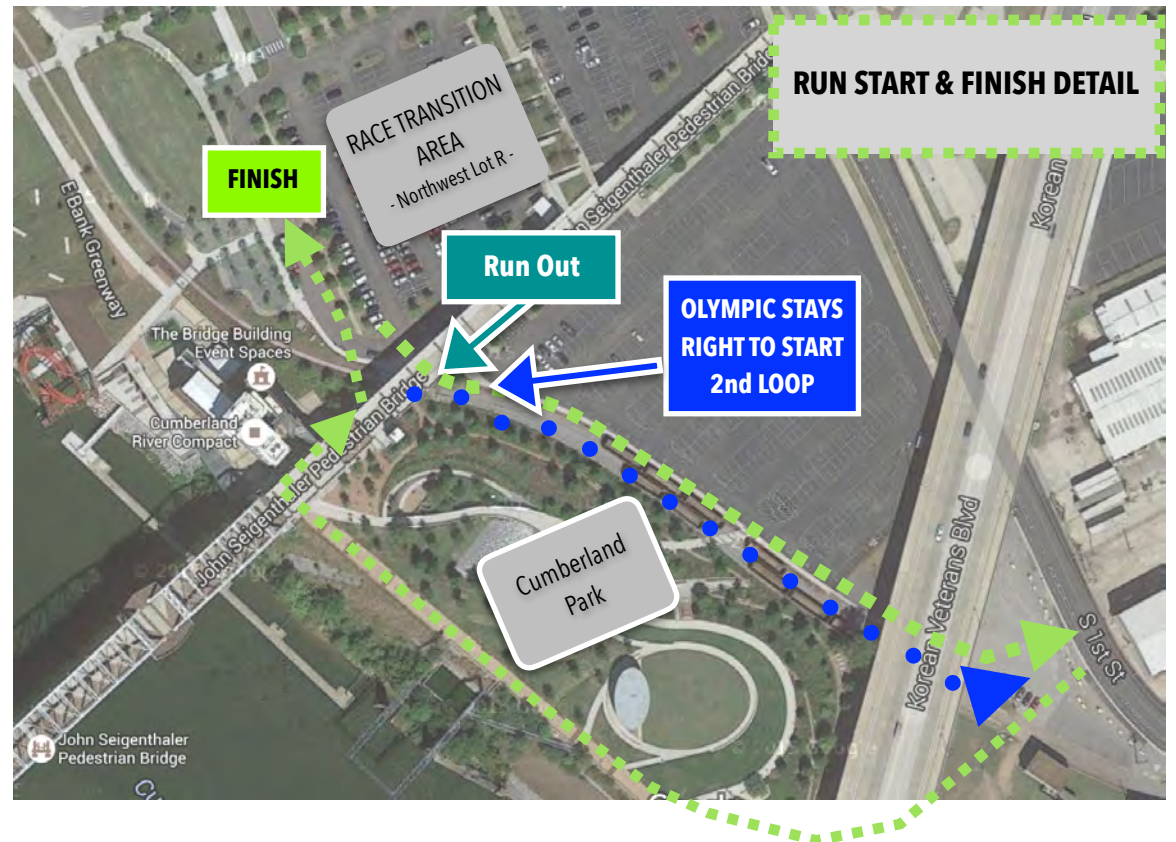 RUN START & FINISH DETAIL
RACE TRANSITION
AREA
- Northwest Lot R -
John Seigenthaler Pedestrian Bridge
Korean
FINISH
E Bank Greenway
Run Out
OLYMPIC STAYS
RIGHT TO START
2nd LOOP
The Bridge Building
Event Spaces
Cumberland
River Compact
John Seigenthaler Pedestrian Bridge
Cumberland
Park
Korean Veterans Blvd
S 1st St
John Seigenthaler
Pedestrian Bridge